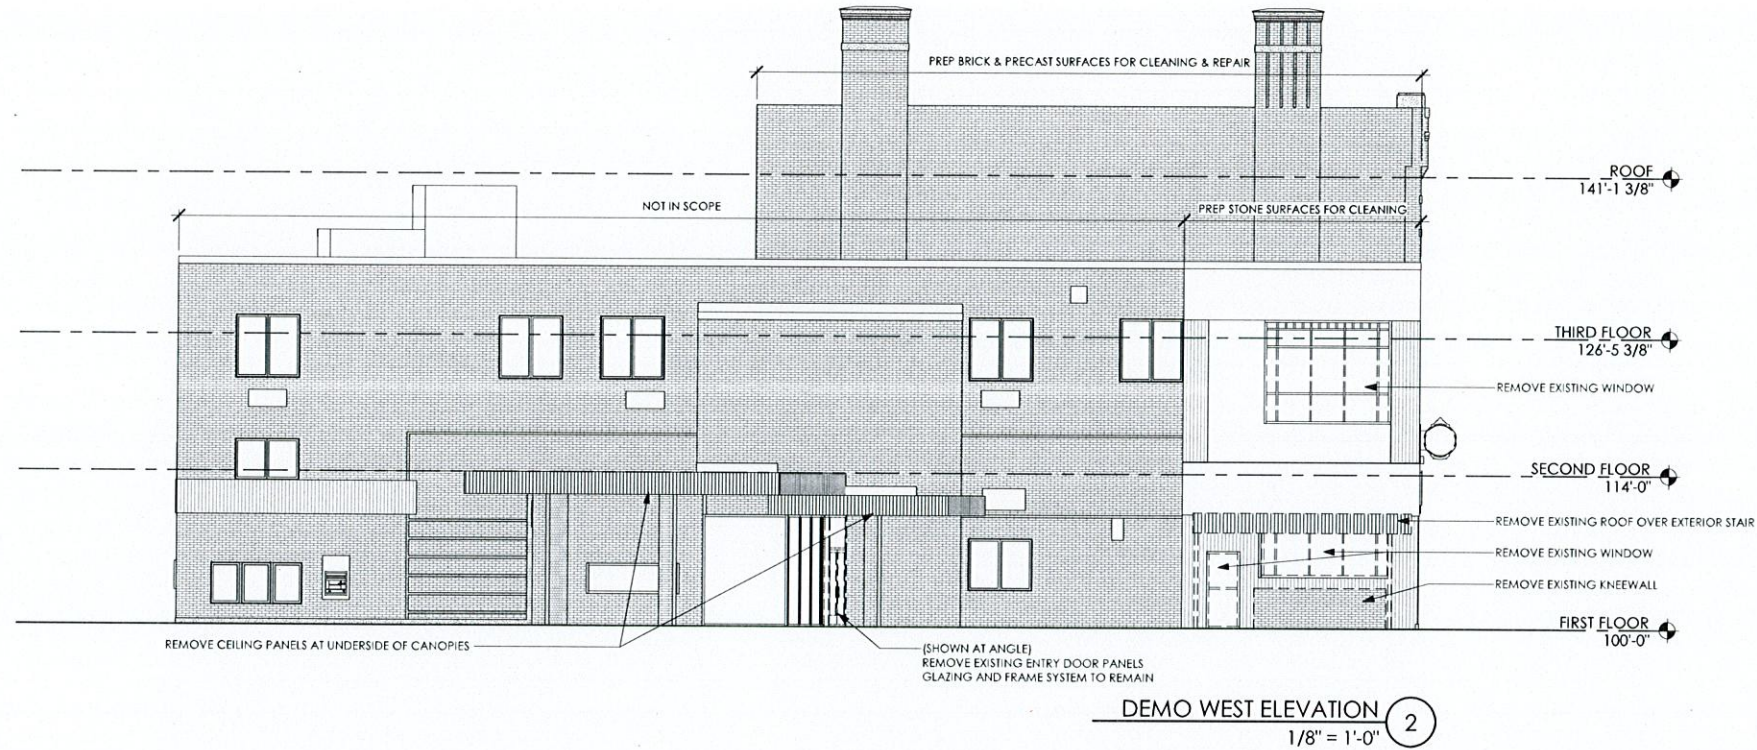 PREP BRICK & PRECAST SURFACES FOR CLEANING & REPAIR
ROOF
141'-1 3/8"
NOT IN SCOPE
PREP STONE SURFACES FOR CLEANING
THIRD FLOOR
126'-5 3/8"
REMOVE EXISTING WINDOW
SECOND FLOOR
114'-0"
REMOVE EXISTING ROOF OVER EXTERIOR STAIR
REMOVE EXISTING WINDOW
REMOVE EXISTING KNEEWALL
FIRST FLOOR
100'-0"
REMOVE CEILING PANELS AT UNDERSIDE OF CANOPIES
(SHOWN AT ANGLE)
REMOVE EXISTING ENTRY DOOR PANELS
GLAZING AND FRAME SYSTEM TO REMAIN
DEMO WEST ELEVATION
2
1/8" = 1'-0"